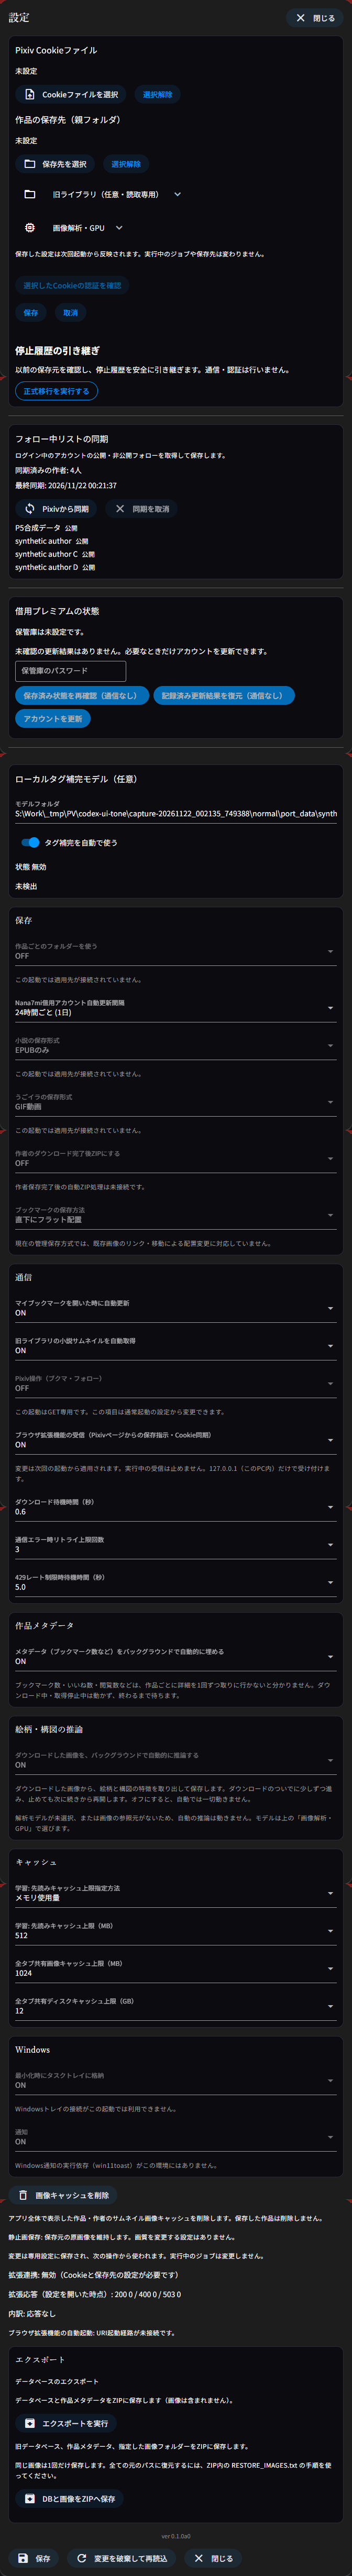 設定
閉じる
Pixiv Cookieファイル
未設定
Cookieファイルを選択
選択解除
作品の保存先（親フォルダ）
未設定
保存先を選択
選択解除
旧ライブラリ（任意・読取専用）
画像解析・GPU
保存した設定は次回起動から反映されます。実行中のジョブや保存先は変わりません。
選択したCookieの認証を確認
保存
取消
停止履歴の引き継ぎ
以前の保存元を確認し、停止履歴を安全に引き継ぎます。通信・認証は行いません。
正式移行を実行する
フォロー中リストの同期
ログイン中のアカウントの公開・非公開フォローを取得して保存します。
同期済みの作者: 4人
最終同期: 2026/11/22 00:21:37
Pixivから同期
同期を取消
P5合成データ 公開
synthetic author 公開
synthetic author C 公開
synthetic author D 公開
借用プレミアムの状態
保管庫は未設定です。
未確認の更新結果はありません。必要なときだけアカウントを更新できます。
保管庫のパスワード
保存済み状態を再確認（通信なし）
記録済み更新結果を復元（通信なし）
アカウントを更新
ローカルタグ補完モデル（任意）
モデルフォルダ
S:\Work\_tmp\PV\codex-ui-tone\capture-20261122_002135_749388\normal\port_data\synth
タグ補完を自動で使う
状態 無効
未検出
保存
作品ごとのフォルダーを使う
OFF
この起動では適用先が接続されていません。
Nana7mi借用アカウント自動更新間隔
24時間ごと (1日)
小説の保存形式
EPUBのみ
この起動では適用先が接続されていません。
うごイラの保存形式
GIF動画
この起動では適用先が接続されていません。
作者のダウンロード完了後ZIPにする
OFF
作者保存完了後の自動ZIP処理は未接続です。
ブックマークの保存方法
直下にフラット配置
現在の管理保存方式では、既存画像のリンク・移動による配置変更に対応していません。
通信
マイブックマークを開いた時に自動更新
ON
旧ライブラリの小説サムネイルを自動取得
ON
Pixiv操作（ブクマ・フォロー）
OFF
この起動はGET専用です。この項目は通常起動の設定から変更できます。
ブラウザ拡張機能の受信（Pixivページからの保存指示・Cookie同期）
ON
変更は次回の起動から適用されます。実行中の受信は止めません。127.0.0.1（このPC内）だけで受け付けま
す。
ダウンロード待機時間（秒）
0.6
通信エラー時リトライ上限回数
3
429レート制限時待機時間（秒）
5.0
作品メタデータ
メタデータ（ブックマーク数など）をバックグラウンドで自動的に埋める
ON
ブックマーク数・いいね数・閲覧数などは、作品ごとに詳細を1回ずつ取りに行かないと分かりません。ダウ
ンロード中・取得停止中は動かず、終わるまで待ちます。
絵柄・構図の推論
ダウンロードした画像を、バックグラウンドで自動的に推論する
ON
ダウンロードした画像から、絵柄と構図の特徴を取り出して保存します。ダウンロードのついでに少しずつ進
み、止めても次に続きから再開します。オフにすると、自動では一切動きません。
解析モデルが未選択、または画像の参照元がないため、自動の推論は動きません。モデルは上の「画像解析・
GPU」で選びます。
キャッシュ
学習: 先読みキャッシュ上限指定方法
メモリ使用量
学習: 先読みキャッシュ上限（MB）
512
全タブ共有画像キャッシュ上限（MB）
1024
全タブ共有ディスクキャッシュ上限（GB）
12
Windows
最小化時にタスクトレイに格納
ON
Windowsトレイの接続がこの起動では利用できません。
通知
ON
Windows通知の実行依存（win11toast）がこの環境にはありません。
画像キャッシュを削除
アプリ全体で表示した作品・作者のサムネイル画像キャッシュを削除します。保存した作品は削除しません。
静止画保存: 保存元の原画像を維持します。画質を変更する設定はありません。
変更は専用設定に保存され、次の操作から使われます。実行中のジョブは変更しません。
拡張連携: 無効（Cookieと保存先の設定が必要です）
拡張応答（設定を開いた時点）: 200 0 / 400 0 / 503 0
内訳: 応答なし
ブラウザ拡張機能の自動起動: URI起動経路が未接続です。
エクスポート
データベースのエクスポート
データベースと作品メタデータをZIPに保存します（画像は含まれません）。
エクスポートを実行
旧データベース、作品メタデータ、指定した画像フォルダーをZIPに保存します。
同じ画像は1回だけ保存します。全ての元のパスに復元するには、ZIP内の RESTORE_IMAGES.txt の手順を使
ってください。
DBと画像をZIPへ保存
ver 0.1.0a0
保存
変更を破棄して再読込
閉じる